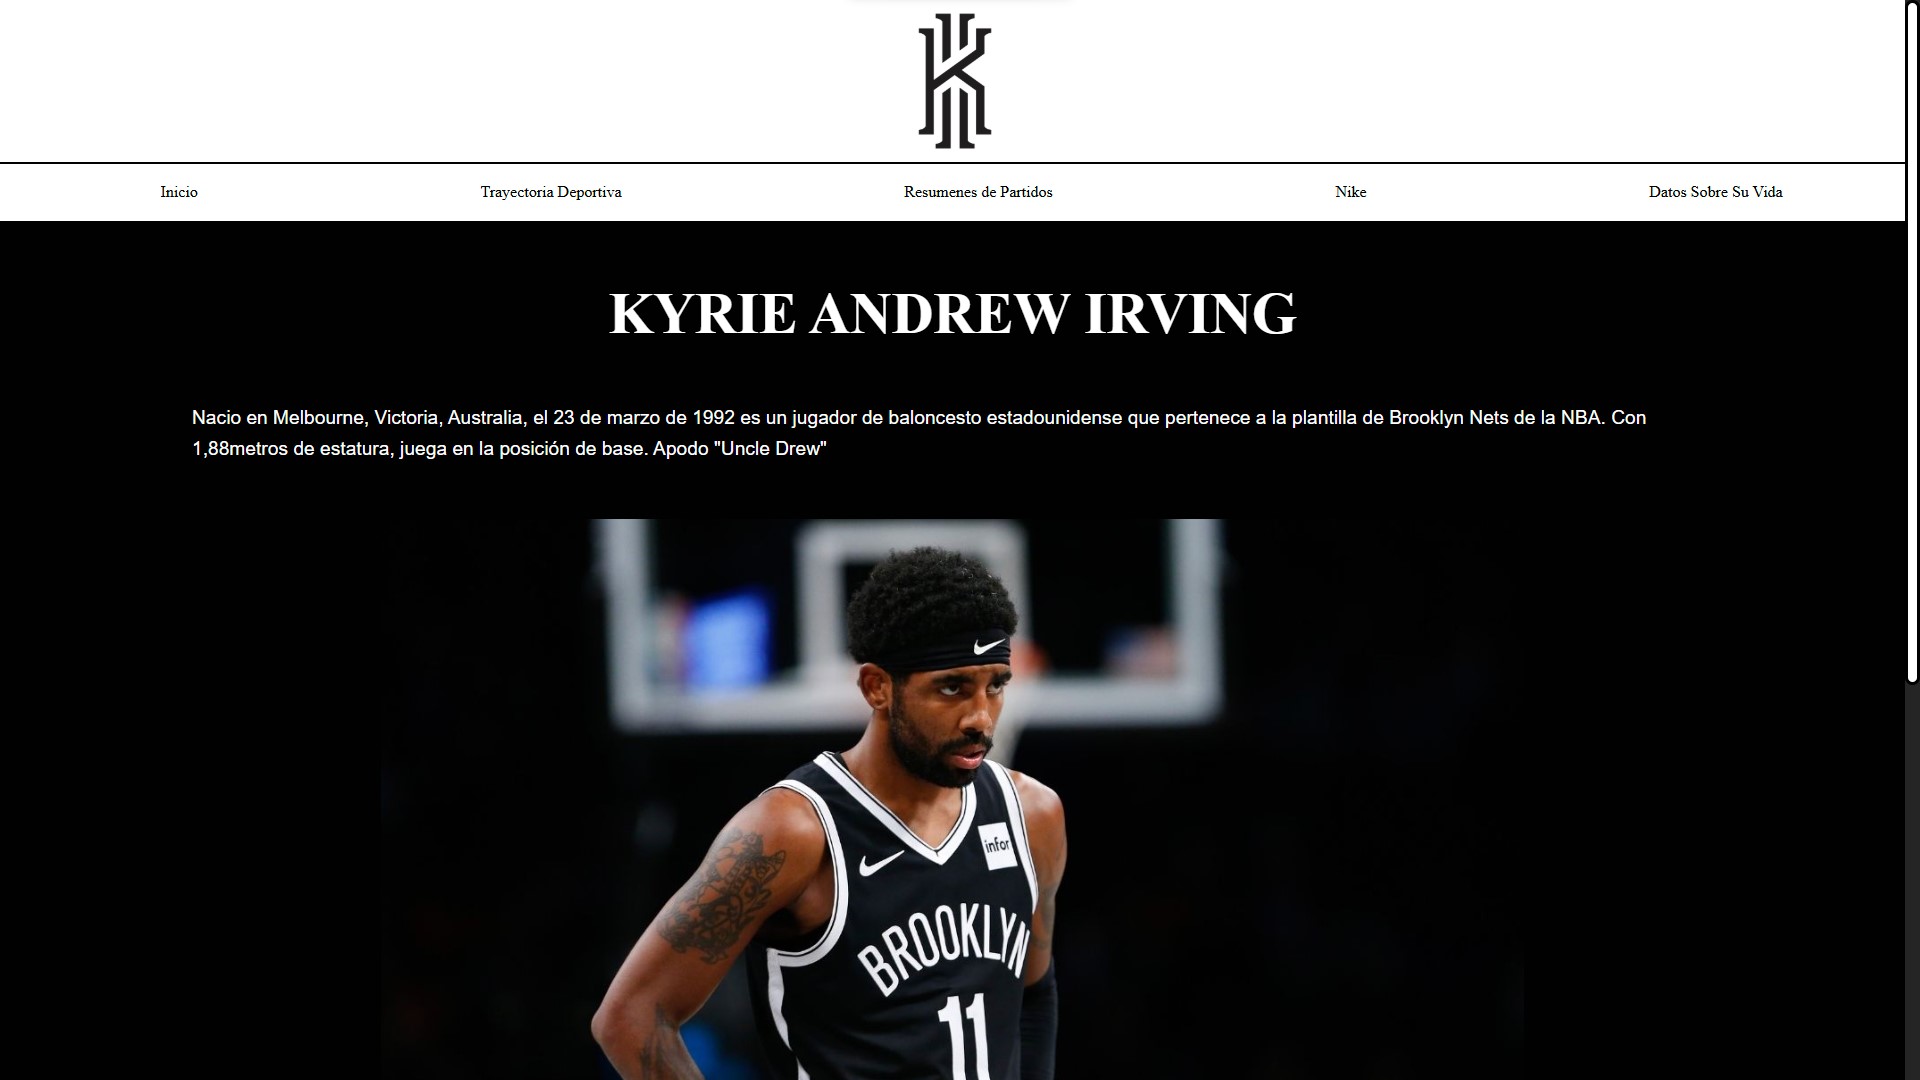 Inicio
Trayectoria Deportiva
Resumenes de Partidos
Nike
Datos Sobre Su Vida
KYRIE ANDREW IRVING
Nacio en Melbourne, Victoria, Australia, el 23 de marzo de 1992 es un jugador de baloncesto estadounidense que pertenece a la plantilla de Brooklyn Nets de la NBA. Con
1,88metros de estatura, juega en la posición de base. Apodo "Uncle Drew"
infor
BROOKLYN
11